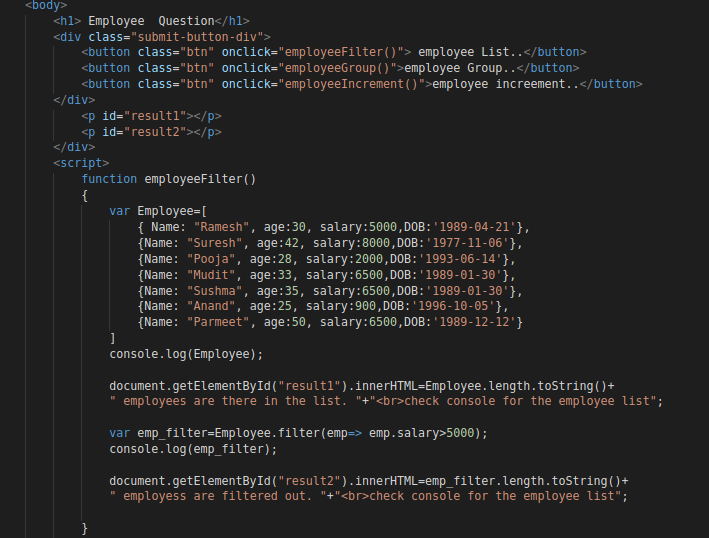 <body>
<h1> Employee  Question</h1>
<div class="submit-button-div">
<button class="btn" onclick="employeeFilter()"> employee List..</button>
<button class="btn" onclick="employeeGroup()">employee Group..</button>
<button class="btn" onclick="employeeIncrement()">employee increement..</button>
</div>
<p id="result1"></p>
<p id="result2"></p>
</div>
<script>
function employeeFilter()
{
var Employee=[
{ Name: "Ramesh", age:30, salary:5000,DOB:'1989-04-21'},
{Name: "Suresh", age:42, salary:8000,DOB:'1977-11-06'},
{Name: "Pooja", age:28, salary:2000,DOB:'1993-06-14'},
{Name: "Mudit", age:33, salary:6500,DOB:'1989-01-30'},
{Name: "Sushma", age:35, salary:6500,DOB:'1989-01-30'},
{Name: "Anand", age:25, salary:900,DOB:'1996-10-05'},
{Name: "Parmeet", age:50, salary:6500,DOB:'1989-12-12'}
]
console.log(Employee);
document.getElementById("result1").innerHTML=Employee.length.toString()+
" employees are there in the list. "+"<br>check console for the employee list";
var emp_filter=Employee.filter(emp=> emp.salary>5000);
console.log(emp_filter);
document.getElementById("result2").innerHTML=emp_filter.length.toString()+
" employess are filtered out. "+"<br>check console for the employee list";
}